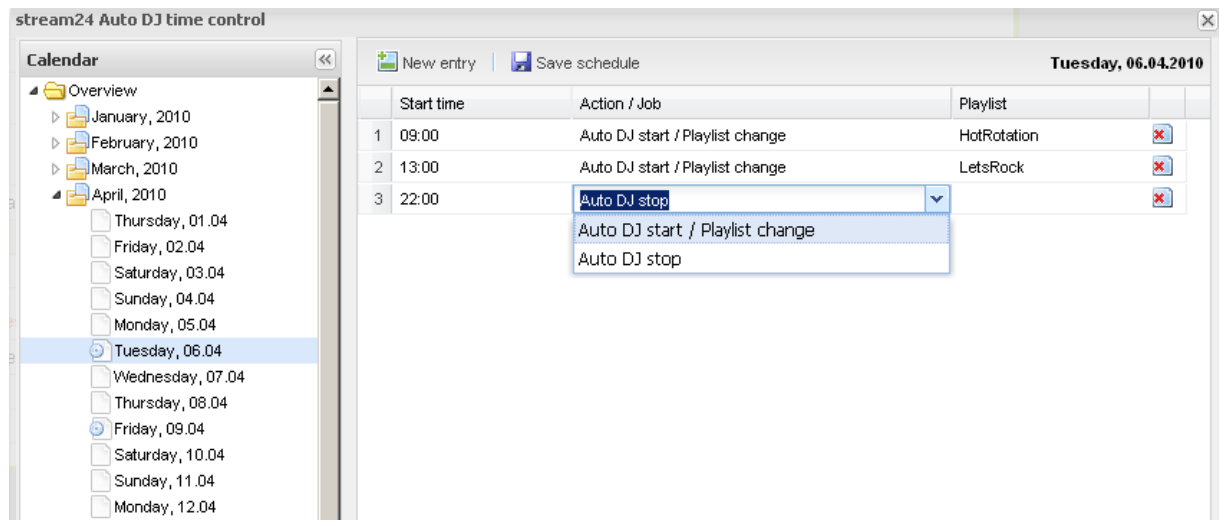 stream24 Auto DJ time control
Calendar
Overview
January, 2010
February, 2010
March, 2010
April, 2010
Thursday, 01.04
Friday, 02.04
Saturday, 03.04
Sunday, 04.04
Monday, 05.04
Tuesday, 06.04
Wednesday, 07.04
Thursday, 08.04
Friday, 09.04
Saturday, 10.04
Sunday, 11.04
Monday, 12.04
New entry Save schedule Tuesday, 06.04.2010
Start time Action / Job Playlist
1 09:00 Auto DJ start / Playlist change HotRotation
2 13:00 Auto DJ start / Playlist change LetsRock
3 22:00 Auto DJ stop
Auto DJ start / Playlist change
Auto DJ stop